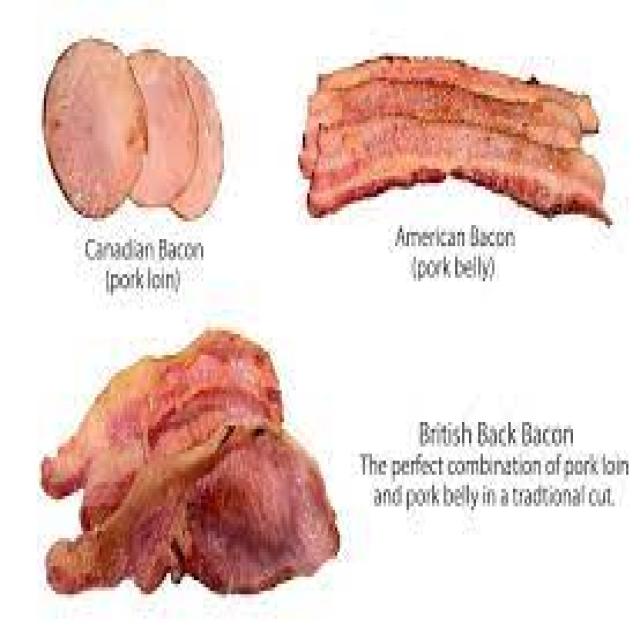 Canadian Bacon
(pork loin)
American Bacon
(pork belly)
British Back Bacon
The perfect combination of pork loin
and pork belly in a tradtional cut.